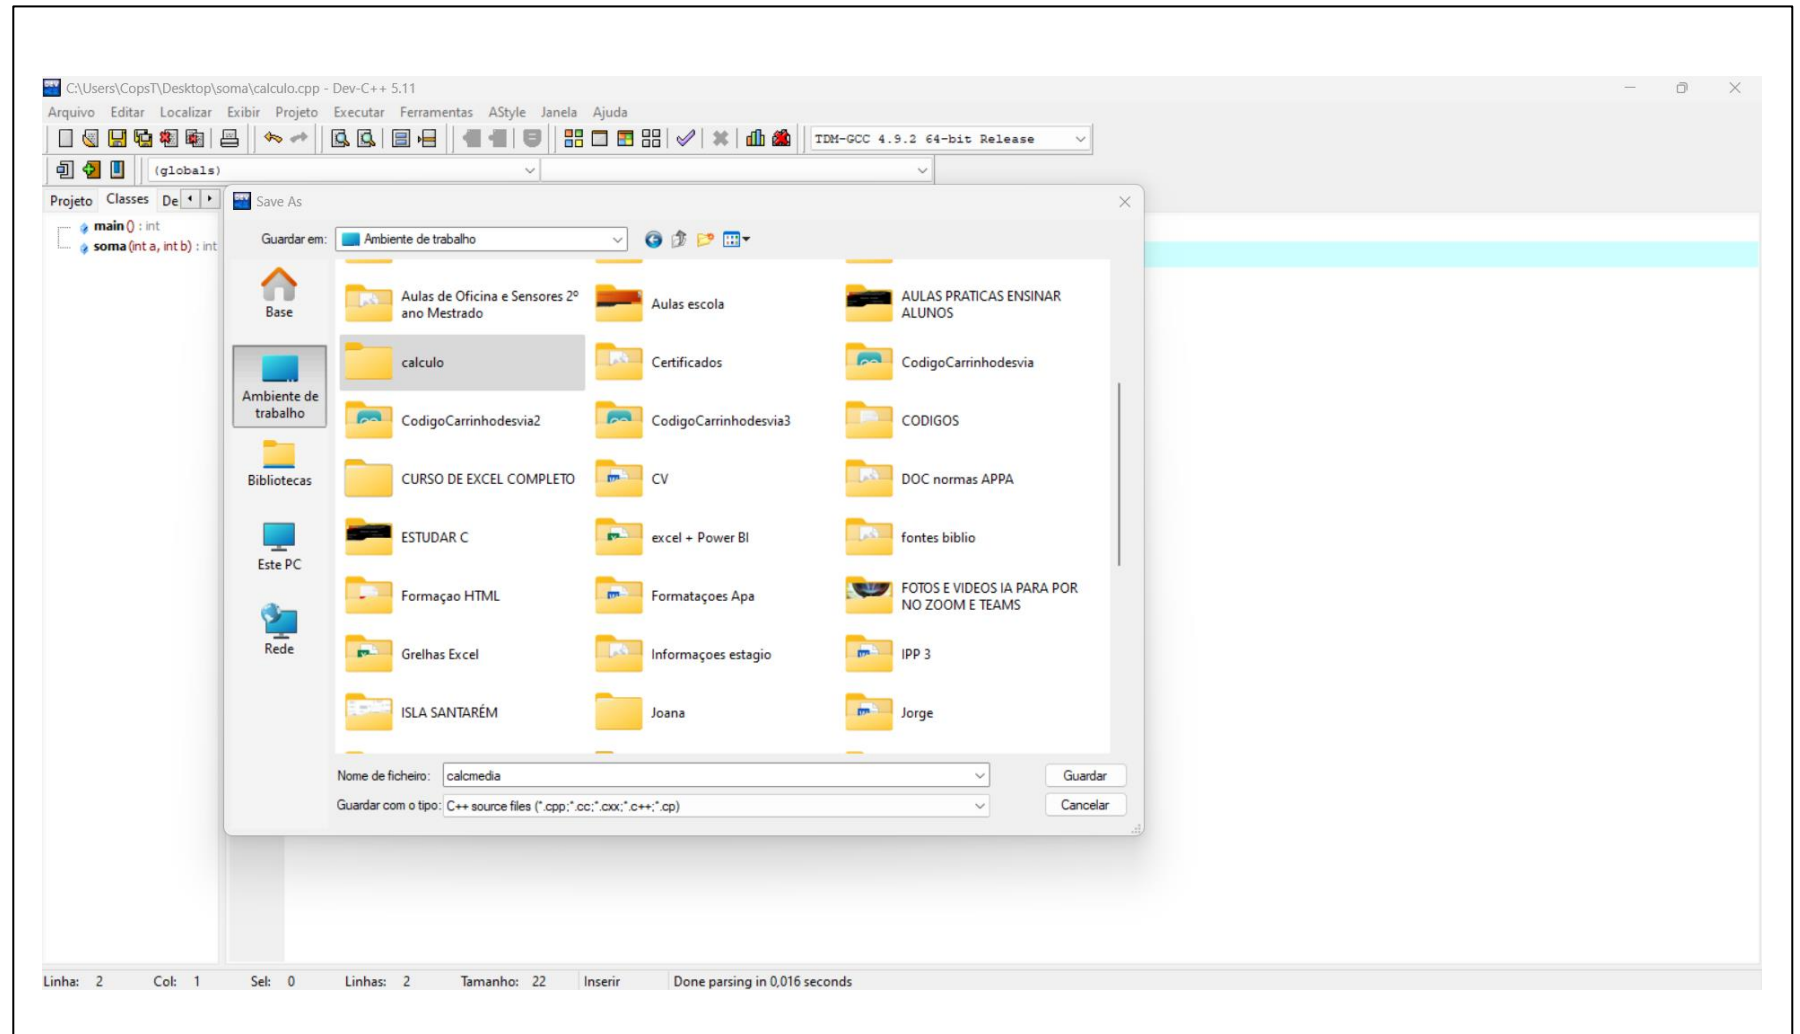 C:\Users\CopsT\Desktop\soma\calculo.cpp - Dev-C++ 5.11
Arquivo Editar Localizar Exibir Projeto Executar Ferramentas AStyle Janela Ajuda
TDM-GCC 4.9.2 64-bit Release
(globals)
Projeto Classes De
main () : int
soma (int a, int b) : int
Save As
Guardar em: Ambiente de trabalho
Base
Ambiente de
trabalho
Bibliotecas
Este PC
Rede
Aulas de Oficina e Sensores 2º
ano Mestrado
Aulas escola
AULAS PRATICAS ENSINAR
ALUNOS
calculo
Certificados
CodigoCarrinhodesvia
CodigoCarrinhodesvia2
CodigoCarrinhodesvia3
CODIGOS
CURSO DE EXCEL COMPLETO
CV
DOC normas APPA
ESTUDAR C
excel + Power BI
fontes biblio
Formaçao HTML
Formataçoes Apa
FOTOS E VIDEOS IA PARA POR
NO ZOOM E TEAMS
Grelhas Excel
Informaçoes estagio
IPP 3
ISLA SANTARÉM
Joana
Jorge
Nome de ficheiro: calcmedia
Guardar
Guardar com o tipo: C++ source files (*.cpp;*.cc;*.cxx;*.c++;*.cp)
Cancelar
Linha: 2 Col: 1 Sel: 0 Linhas: 2 Tamanho: 22 Inserir Done parsing in 0,016 seconds